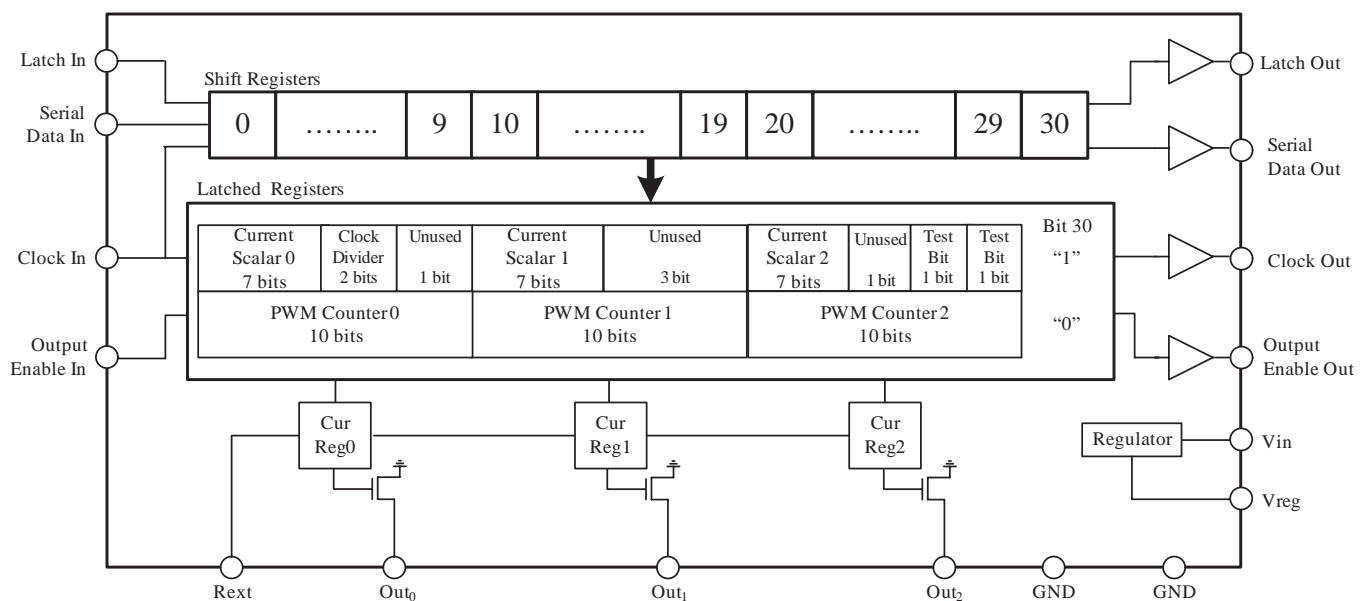 Latch In
Serial
Data In
Clock In
Output
Enable In
Shift Registers
0 ........ 9 10 ........ 19 20 ........ 29 30
Latched Registers
Current
Scalar 0
7 bits
Clock
Divider
2 bits
Unused
1 bit
Current
Scalar 1
7 bits
Unused
3 bit
Current
Scalar 2
7 bits
Unused
1 bit
Test
Bit
1 bit
Test
Bit
1 bit
Bit 30
“1”
“0”
PWM Counter 0
10 bits
PWM Counter 1
10 bits
PWM Counter 2
10 bits
Cur
Reg0
Cur
Reg1
Cur
Reg2
Regulator
Latch Out
Serial
Data Out
Clock Out
Output
Enable Out
Vin
Vreg
Rext
Out0
Out1
Out2
GND
GND